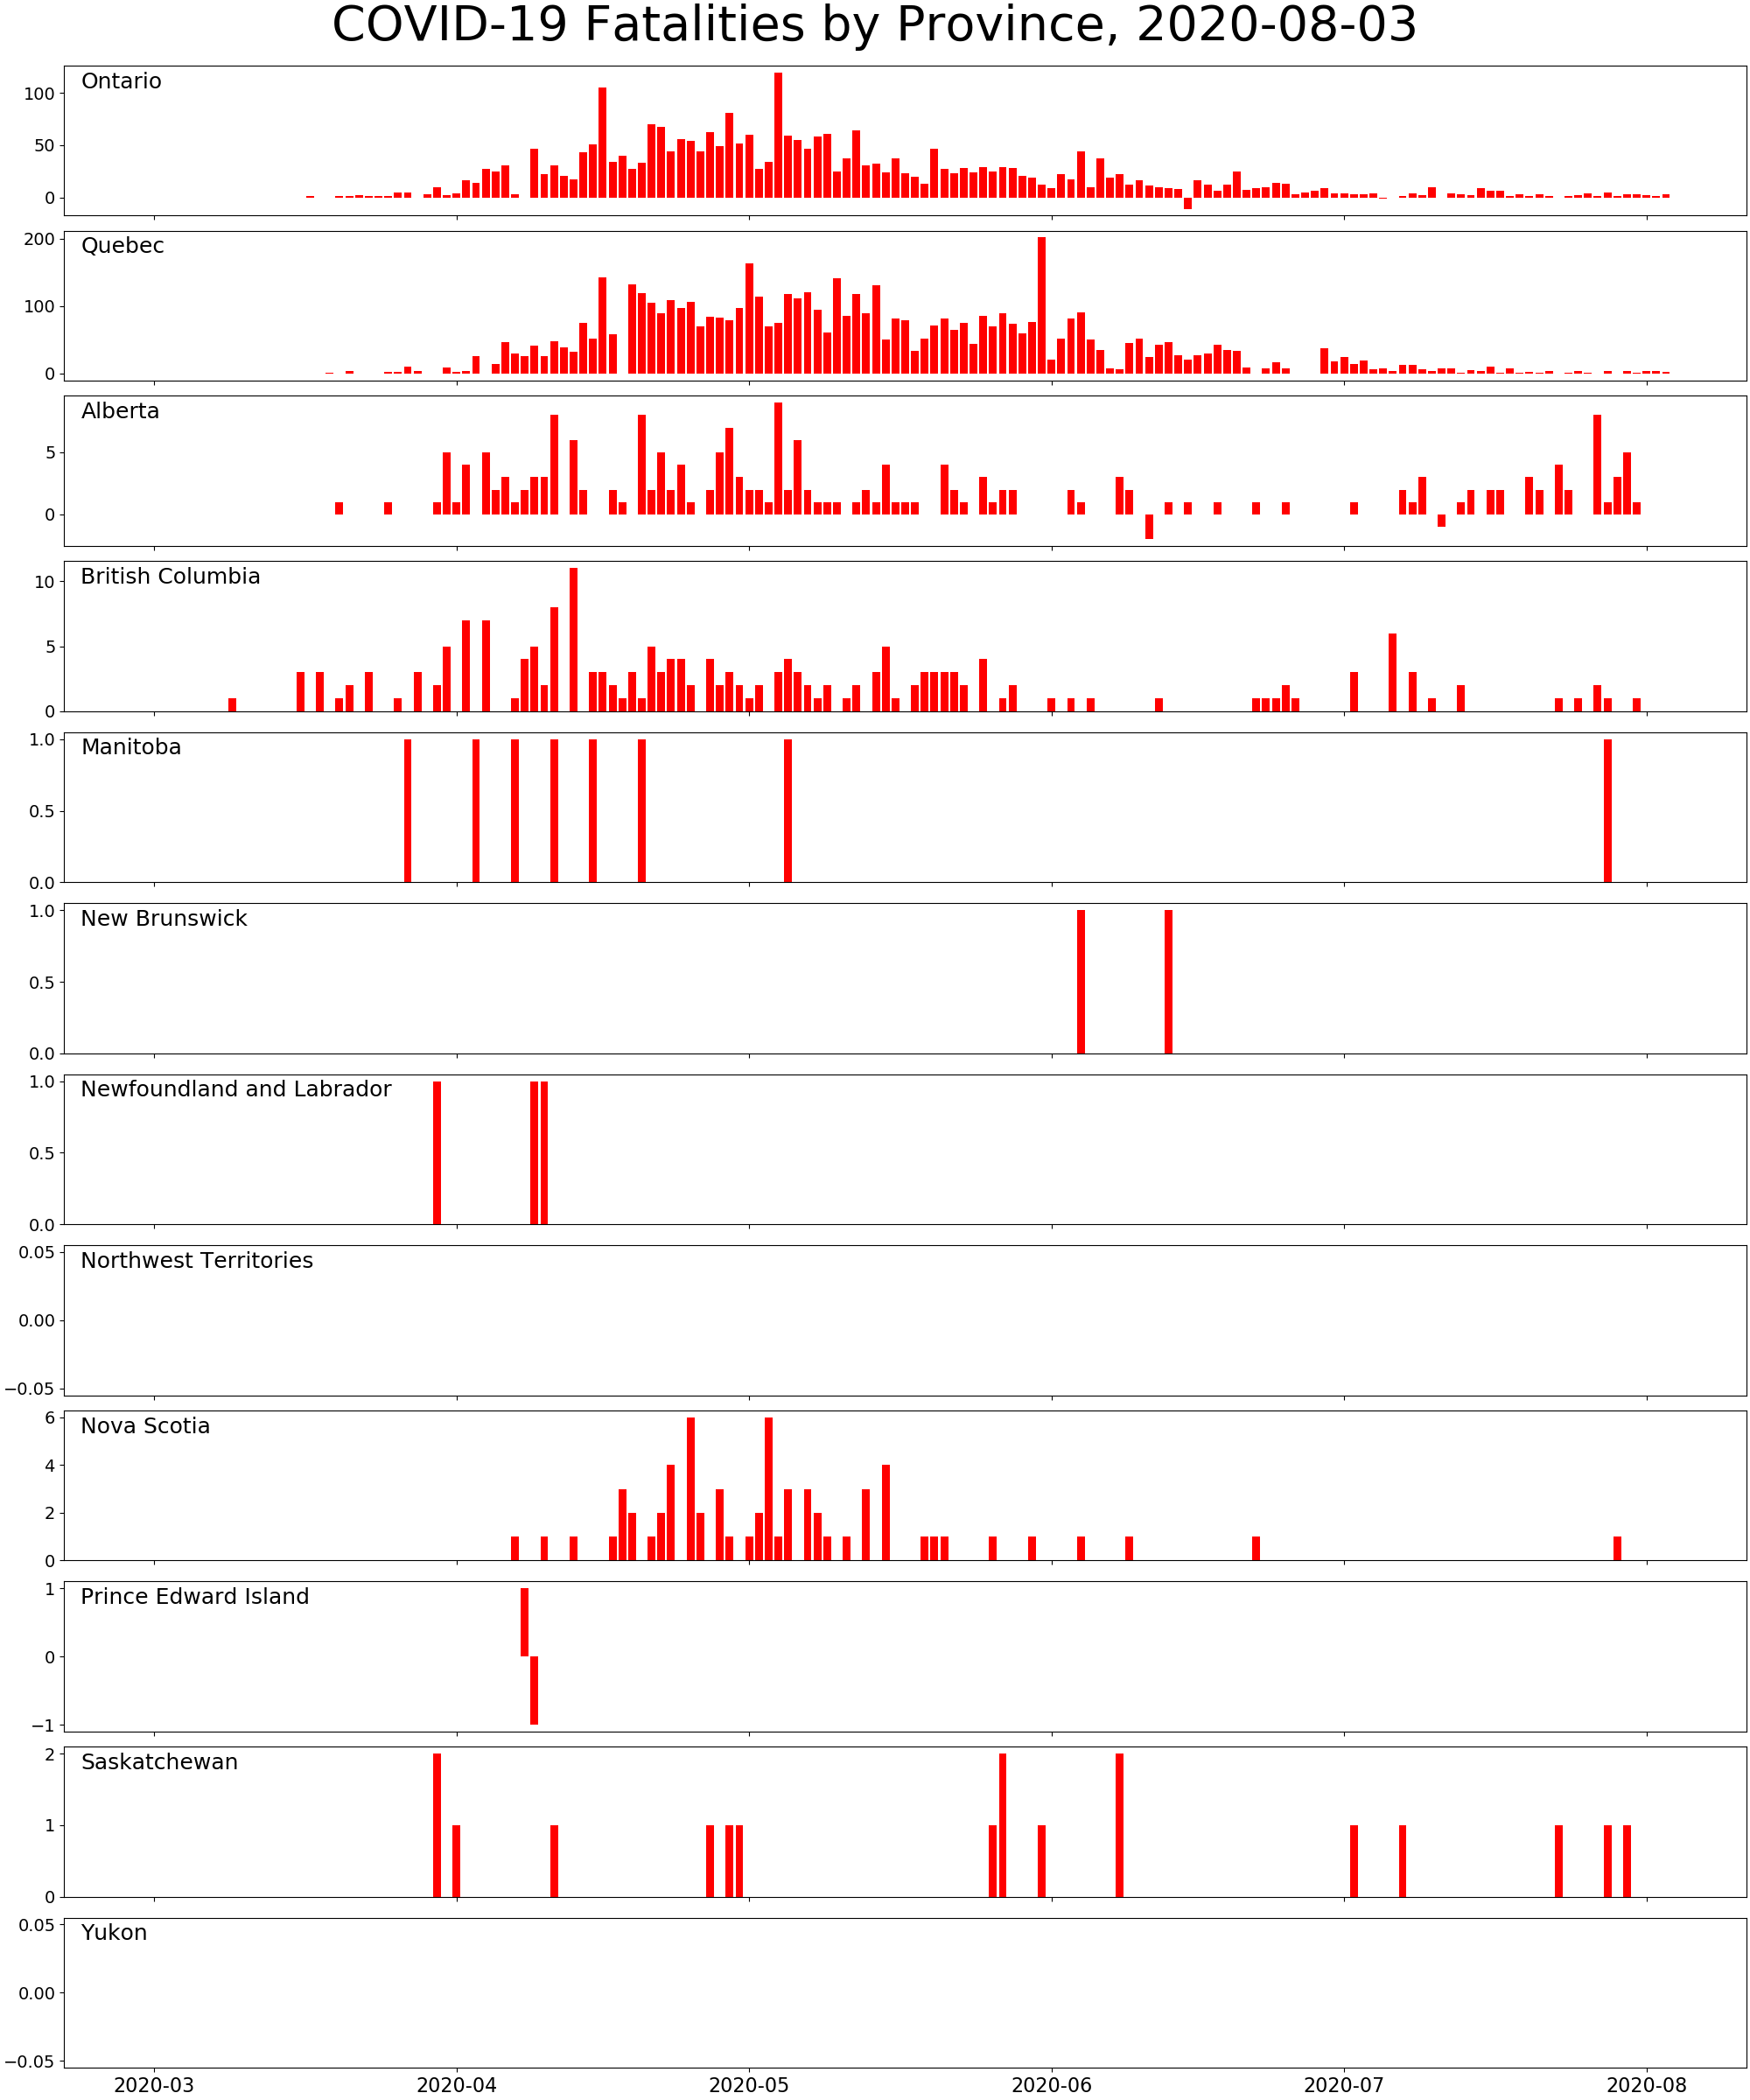 COVID-19 Fatalities by Province, 2020-08-03
Ontario
100
50
0
Quebec
200
100
0
Alberta
5
0
British Columbia
10
5
0
Manitoba
1.0
0.5
0.0
New Brunswick
1.0
0.5
0.0
Newfoundland and Labrador
1.0
0.5
0.0
Northwest Territories
0.05
0.00
−0.05
Nova Scotia
6
4
2
0
Prince Edward Island
1
0
−1
Saskatchewan
2
1
0
Yukon
0.05
0.00
−0.05
2020-03 2020-04 2020-05 2020-06 2020-07 2020-08